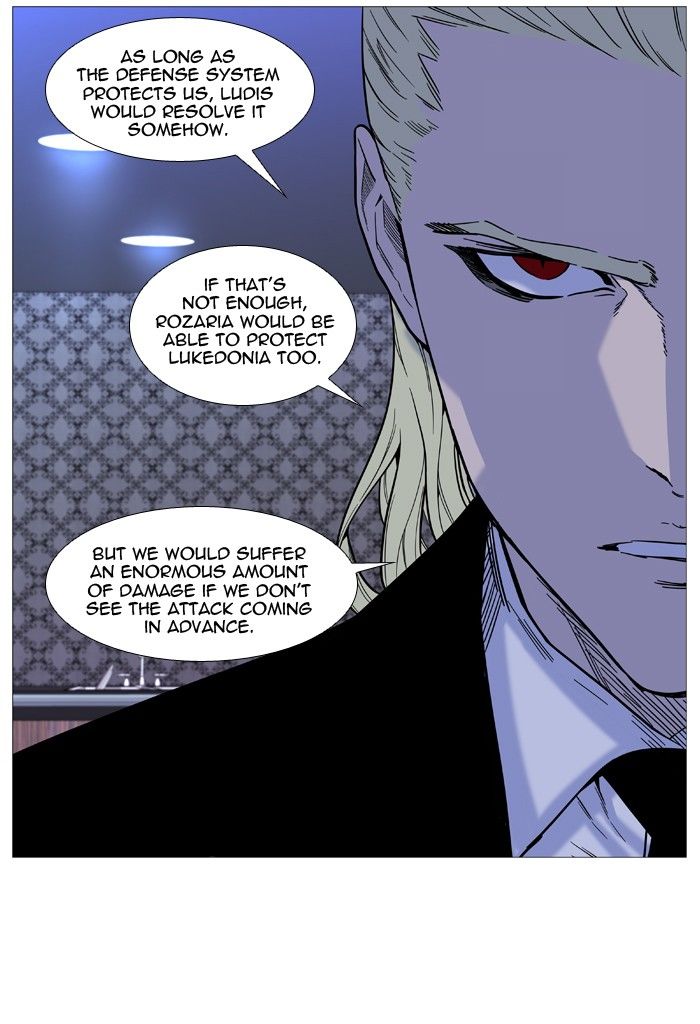 AS LONG AS
THE DEFENSE SYSTEM
PROTECTS US, LUDIS
WOULD RESOLVE IT
SOMEHOW.
IF THAT'S
NOT ENOUGH,
ROZARIA WOULD BE
ABLE TO PROTECT
LUKEDONIA TOO.
BUT WE WOULD SUFFER
AN ENORMOUS AMOUNT
OF DAMAGE IF WE DON'T
SEE THE ATTACK COMING
IN ADVANCE.